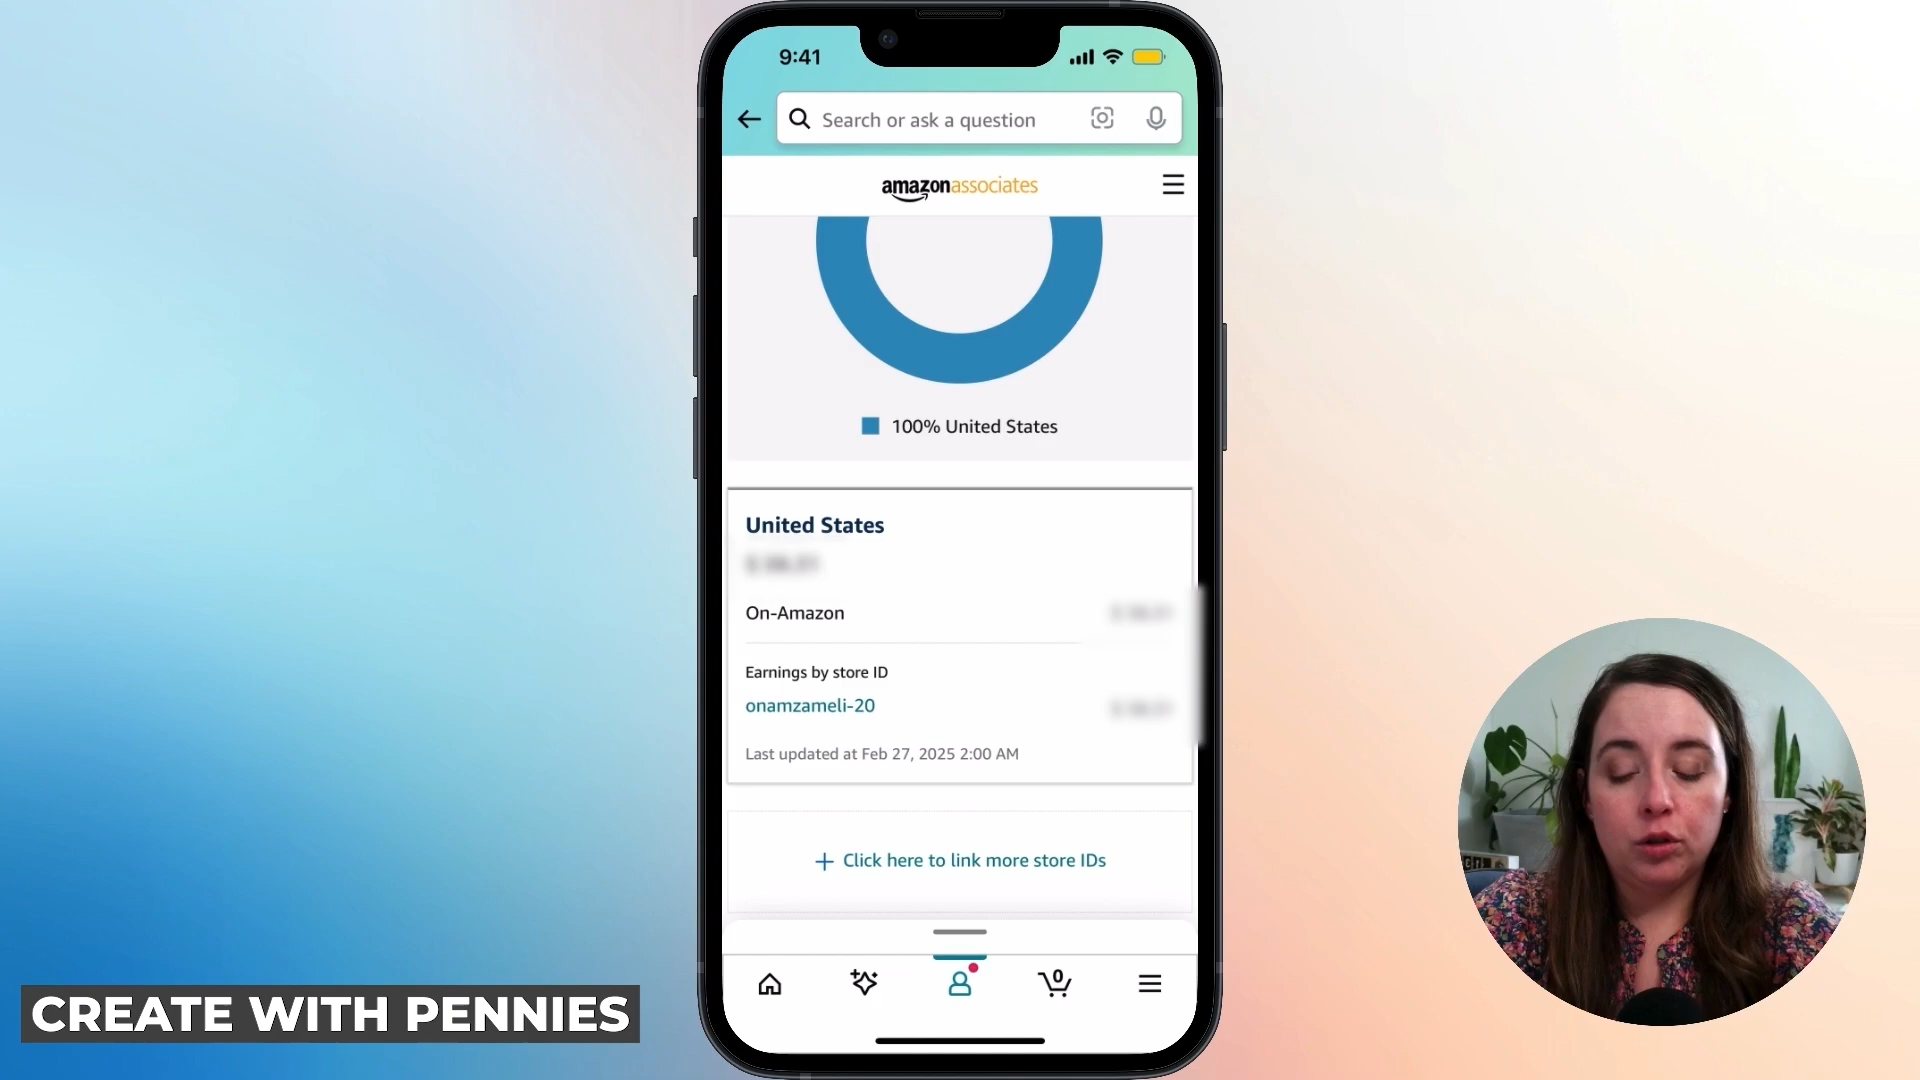 9:41
Search or ask a question
amazonassociates
100% United States
United States
On-Amazon
Earnings by store ID
onamzameli-20
Last updated at Feb 27, 2025 2:00 AM
+ Click here to link more store IDs
0
CREATE WITH PENNIES